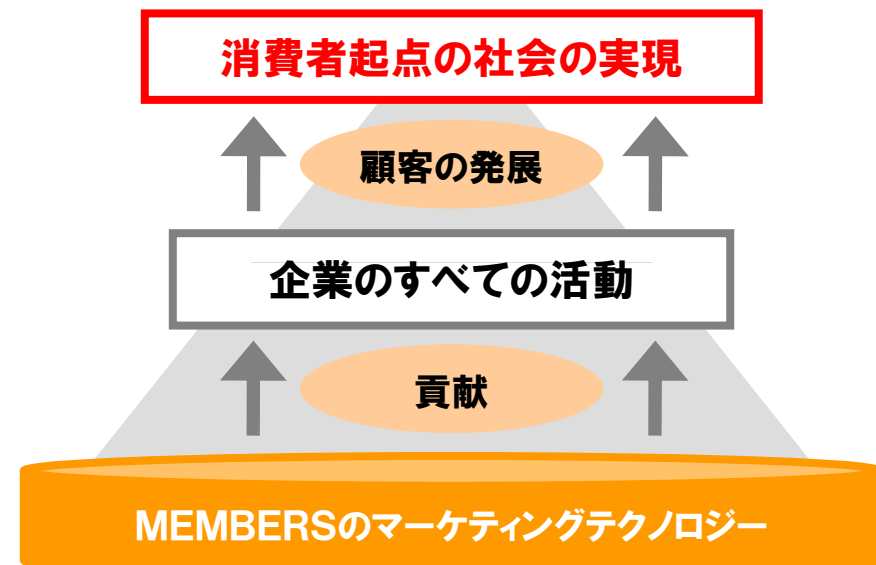 消費者起点の社会の実現
顧客の発展
企業のすべての活動
貢献
MEMBERSのマーケティングテクノロジー